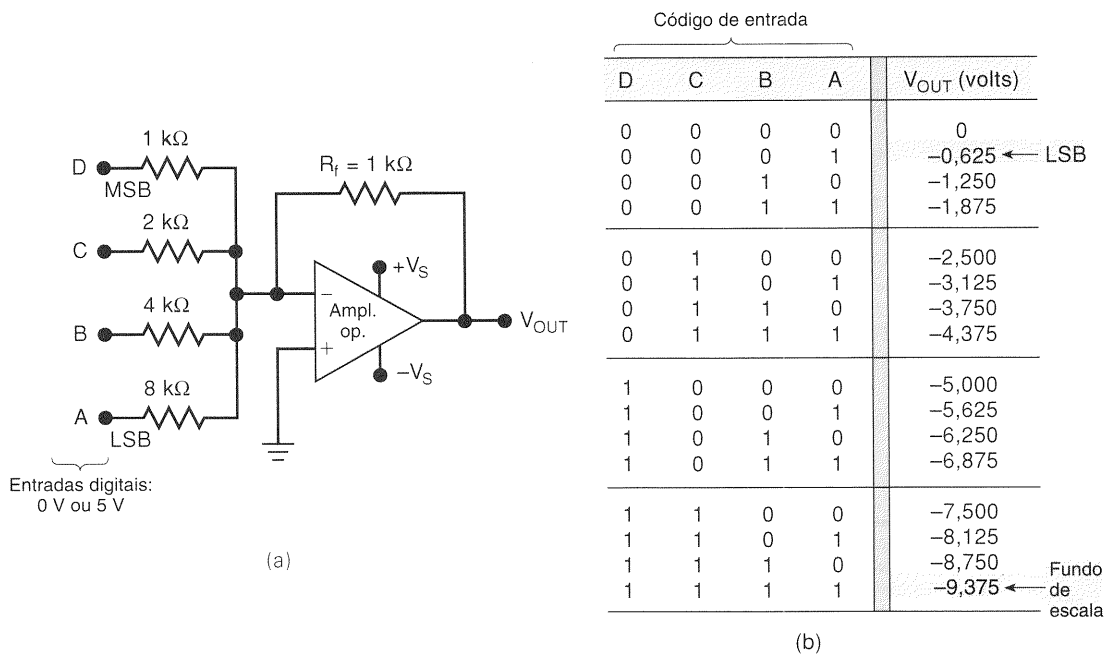 D
1 kΩ
MSB
C
2 kΩ
B
4 kΩ
A
8 kΩ
LSB
Entradas digitais:
0 V ou 5 V
R_f = 1 kΩ
−
Ampl.
op.
+
+V_S
−V_S
V_OUT
(a)
Código de entrada
D C B A V_OUT (volts)
0 0 0 0 0
0 0 0 1 −0,625 ← LSB
0 0 1 0 −1,250
0 0 1 1 −1,875
0 1 0 0 −2,500
0 1 0 1 −3,125
0 1 1 0 −3,750
0 1 1 1 −4,375
1 0 0 0 −5,000
1 0 0 1 −5,625
1 0 1 0 −6,250
1 0 1 1 −6,875
1 1 0 0 −7,500
1 1 0 1 −8,125
1 1 1 0 −8,750
1 1 1 1 −9,375 ←
Fundo
de
escala
(b)